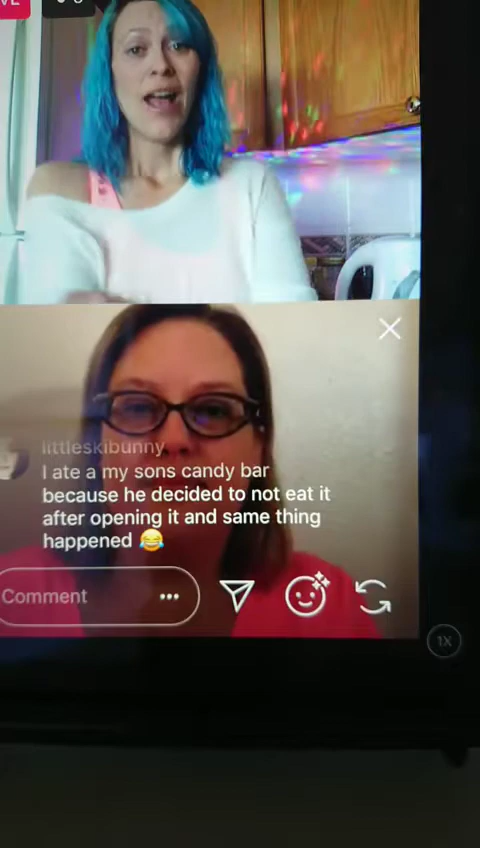 VE
littleskibunny
I ate a my sons candy bar
because he decided to not eat it
after opening it and same thing
happened 😂
Comment
1X